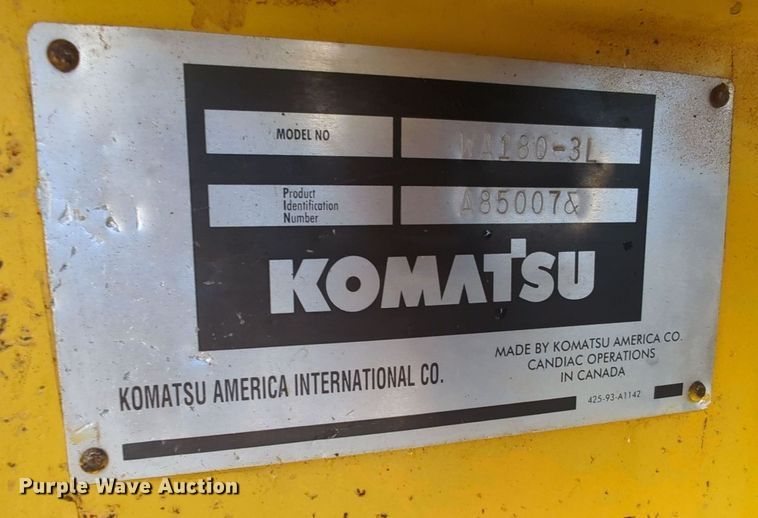 MODEL NO WA180-3L
Product
Identification A85007&
Number
KOMATSU
KOMATSU AMERICA INTERNATIONAL CO.
MADE BY KOMATSU AMERICA CO.
CANDIAC OPERATIONS
IN CANADA
425-93-A1142
Purple Wave Auction